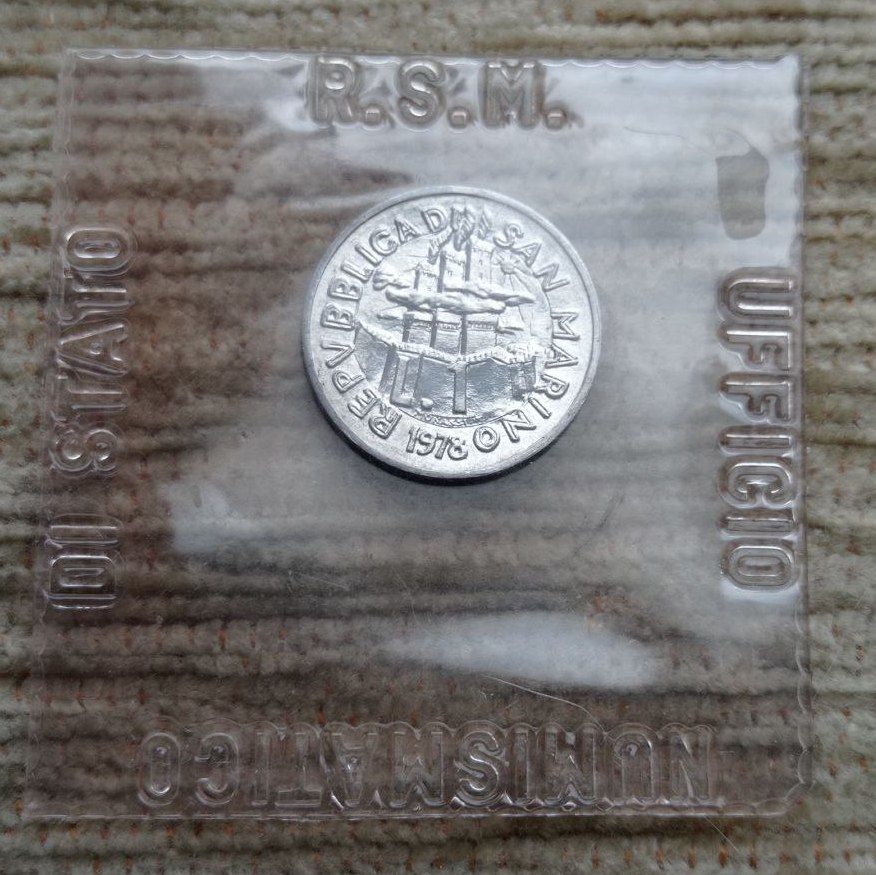 R.S.M.
UFFICIO
NUMISMATICO
DI STATO
REPVBBLICA DI SAN MARINO
1978